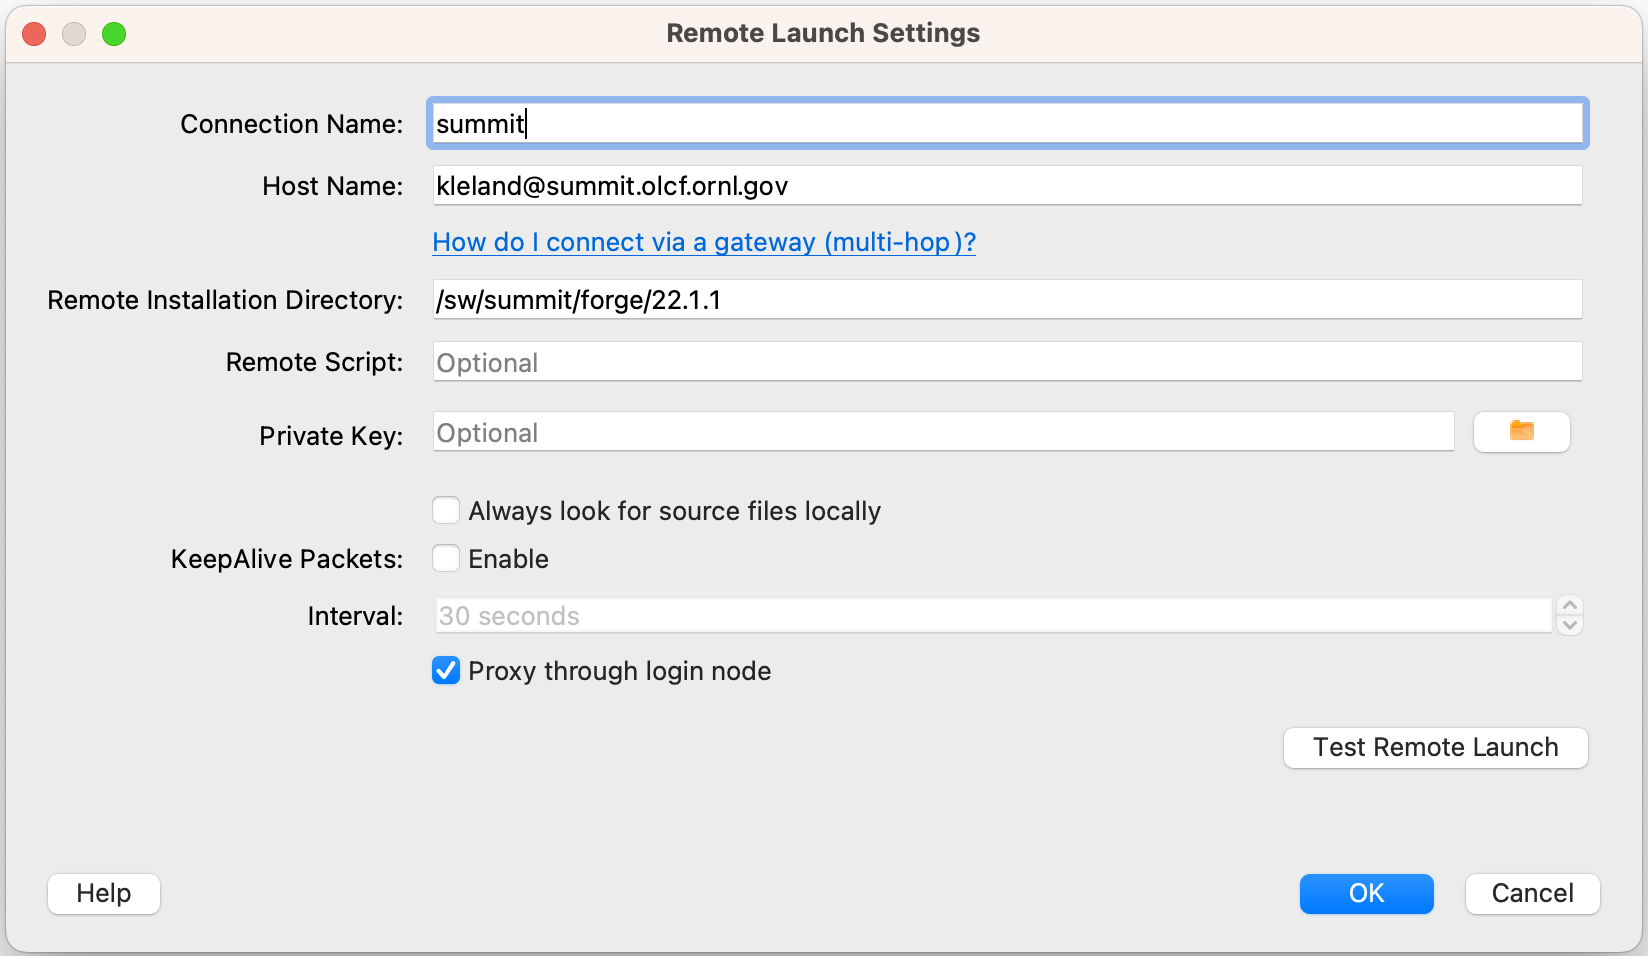 Remote Launch Settings
Connection Name: summit
Host Name: kleland@summit.olcf.ornl.gov
How do I connect via a gateway (multi-hop)?
Remote Installation Directory: /sw/summit/forge/22.1.1
Remote Script: Optional
Private Key: Optional
Always look for source files locally
KeepAlive Packets: Enable
Interval: 30 seconds
Proxy through login node
Test Remote Launch
Help OK Cancel